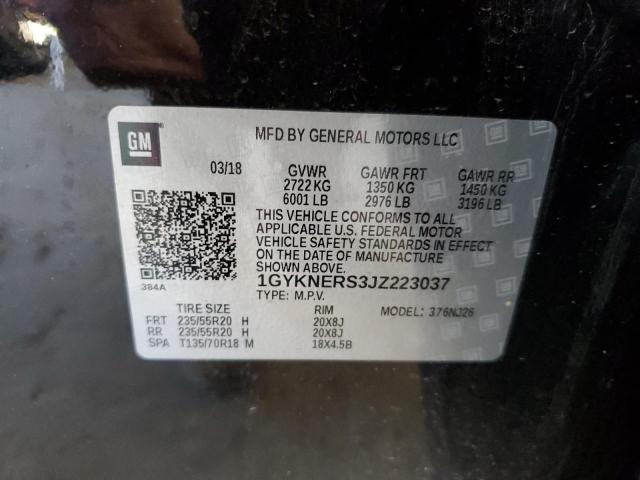 GM
MFD BY GENERAL MOTORS LLC
03/18 GVWR GAWR FRT GAWR RR
2722 KG 1350 KG 1450 KG
6001 LB 2976 LB 3196 LB
THIS VEHICLE CONFORMS TO ALL
APPLICABLE U.S. FEDERAL MOTOR
VEHICLE SAFETY STANDARDS IN EFFECT
ON THE DATE OF MANUFACTURE
SHOWN ABOVE.
384A 1GYKNERS3JZ223037
TYPE: M.P.V.
TIRE SIZE RIM MODEL: 376NJ26
FRT 235/55R20 H 20X8J
RR 235/55R20 H 20X8J
SPA T135/70R18 M 18X4.5B